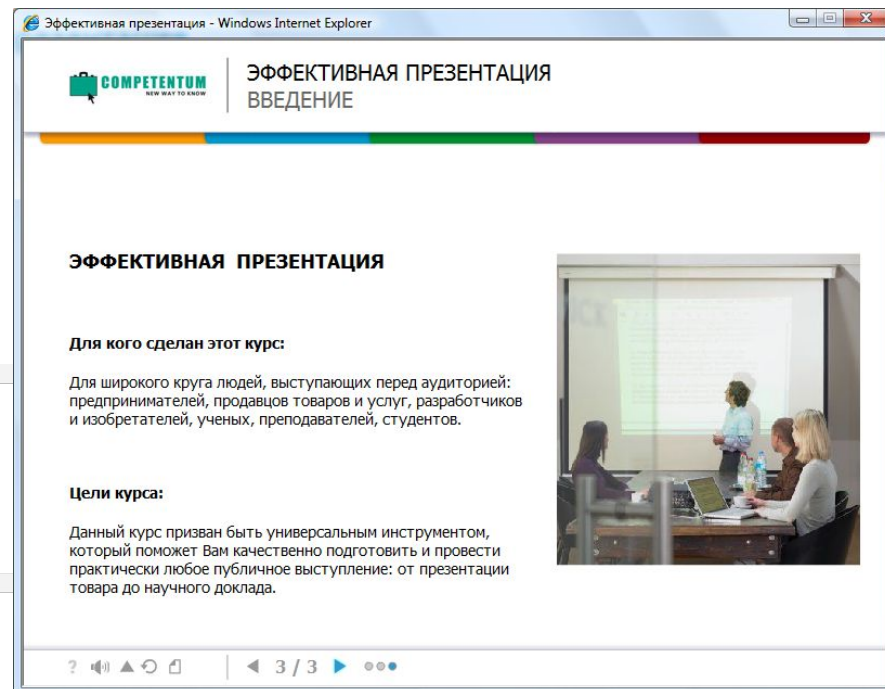 Эффективная презентация - Windows Internet Explorer
COMPETENTUM
NEW WAY TO KNOW
ЭФФЕКТИВНАЯ ПРЕЗЕНТАЦИЯ
ВВЕДЕНИЕ
ЭФФЕКТИВНАЯ ПРЕЗЕНТАЦИЯ
Для кого сделан этот курс:
Для широкого круга людей, выступающих перед аудиторией:
предпринимателей, продавцов товаров и услуг, разработчиков
и изобретателей, ученых, преподавателей, студентов.
Цели курса:
Данный курс призван быть универсальным инструментом,
который поможет Вам качественно подготовить и провести
практически любое публичное выступление: от презентации
товара до научного доклада.
? 3 / 3